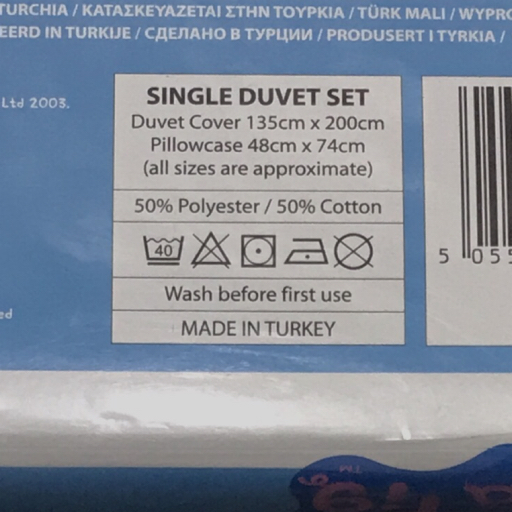 TURCHIA / ΚΑΤΑΣΚΕΥΑΖΕΤΑΙ ΣΤΗΝ ΤΟΥΡΚΙΑ / TÜRK MALI /
IN TURKIJE / СДЕЛАНО В ТУРЦИИ / PRODUSERT I TYRKIA /
Ltd 2003.
SINGLE DUVET SET
Duvet Cover 135cm x 200cm
Pillowcase 48cm x 74cm
(all sizes are approximate)
50% Polyester / 50% Cotton
40
Wash before first use
MADE IN TURKEY
5 055
TM